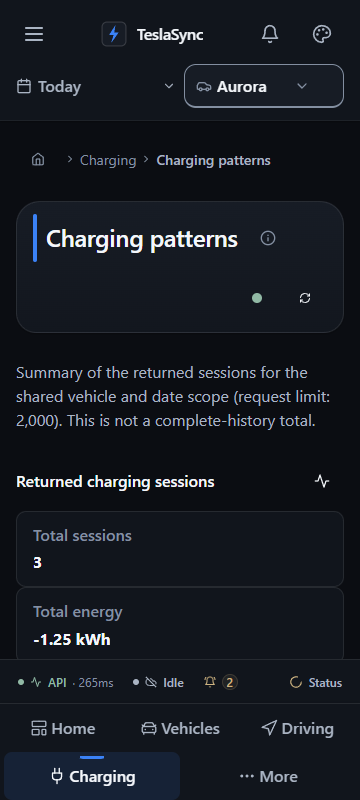 TeslaSync
Today
Aurora
Charging
Charging patterns
Charging patterns
Summary of the returned sessions for the
shared vehicle and date scope (request limit:
2,000). This is not a complete-history total.
Returned charging sessions
Total sessions
3
Total energy
-1.25 kWh
API · 265ms
Idle
2
Status
Home
Vehicles
Driving
Charging
More